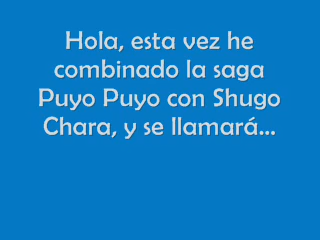 Hola, esta vez he
combinado la saga
Puyo Puyo con Shugo
Chara, y se llamará...